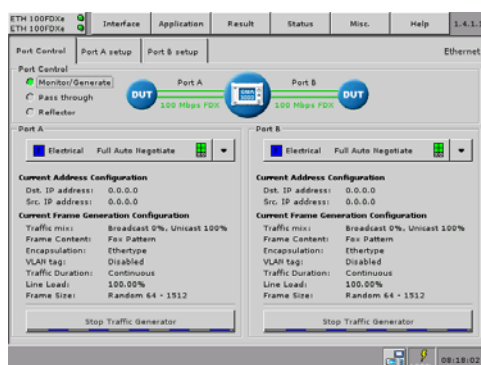 ETH 100FDXe
ETH 100FDXe
Interface Application Result Status Misc. Help 1.4.1.
Port Control Port A setup Port B setup Ethernet
Port Control
Monitor/Generate
Pass through
Reflector
DUT
Port A
100 Mbps FDX
Port B
100 Mbps FDX
DUT
Port A
Electrical Full Auto Negotiate
Current Address Configuration
Dst. IP address: 0.0.0.0
Src. IP address: 0.0.0.0
Current Frame Generation Configuration
Traffic mix: Broadcast 0%, Unicast 100%
Frame Content: Fox Pattern
Encapsulation: Ethertype
VLAN tag: Disabled
Traffic Duration: Continuous
Line Load: 100.00%
Frame Size: Random 64 - 1512
Stop Traffic Generator
Port B
Electrical Full Auto Negotiate
Current Address Configuration
Dst. IP address: 0.0.0.0
Src. IP address: 0.0.0.0
Current Frame Generation Configuration
Traffic mix: Broadcast 0%, Unicast 100%
Frame Content: Fox Pattern
Encapsulation: Ethertype
VLAN tag: Disabled
Traffic Duration: Continuous
Line Load: 100.00%
Frame Size: Random 64 - 1512
Stop Traffic Generator
08:18:02